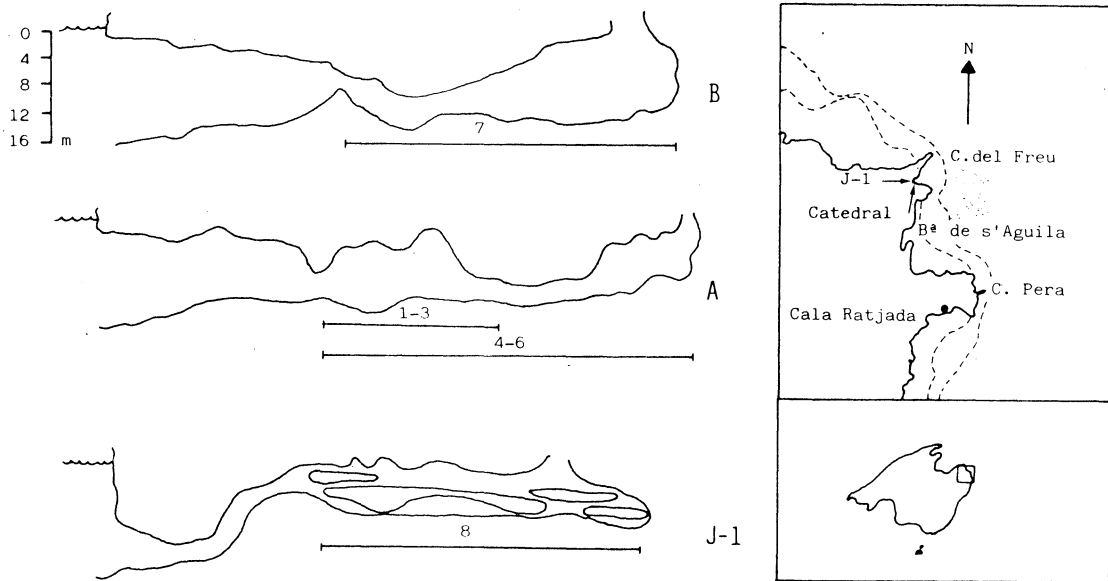 0
4
8
12
16 m
B
7
A
1-3
4-6
8
J-1
N
C.del Freu
J-1
Catedral
Bª de s'Aguila
C. Pera
Cala Ratjada